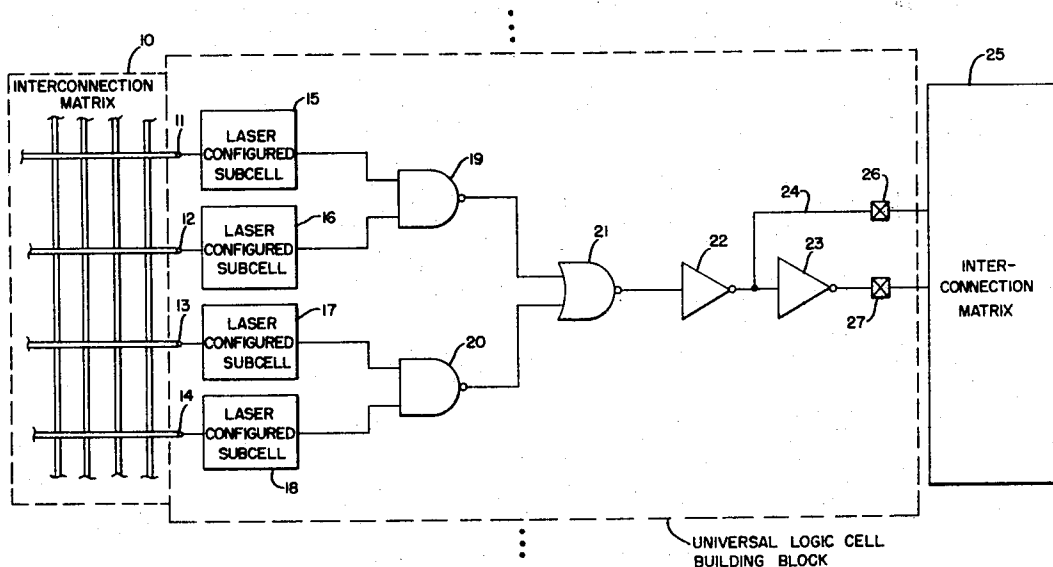 10
INTERCONNECTION
MATRIX
11
15
LASER
CONFIGURED
SUBCELL
12
16
LASER
CONFIGURED
SUBCELL
13
17
LASER
CONFIGURED
SUBCELL
14
LASER
CONFIGURED
SUBCELL
18
19
20
21
22
23
24
26
27
25
INTER-
CONNECTION
MATRIX
UNIVERSAL LOGIC CELL
BUILDING BLOCK